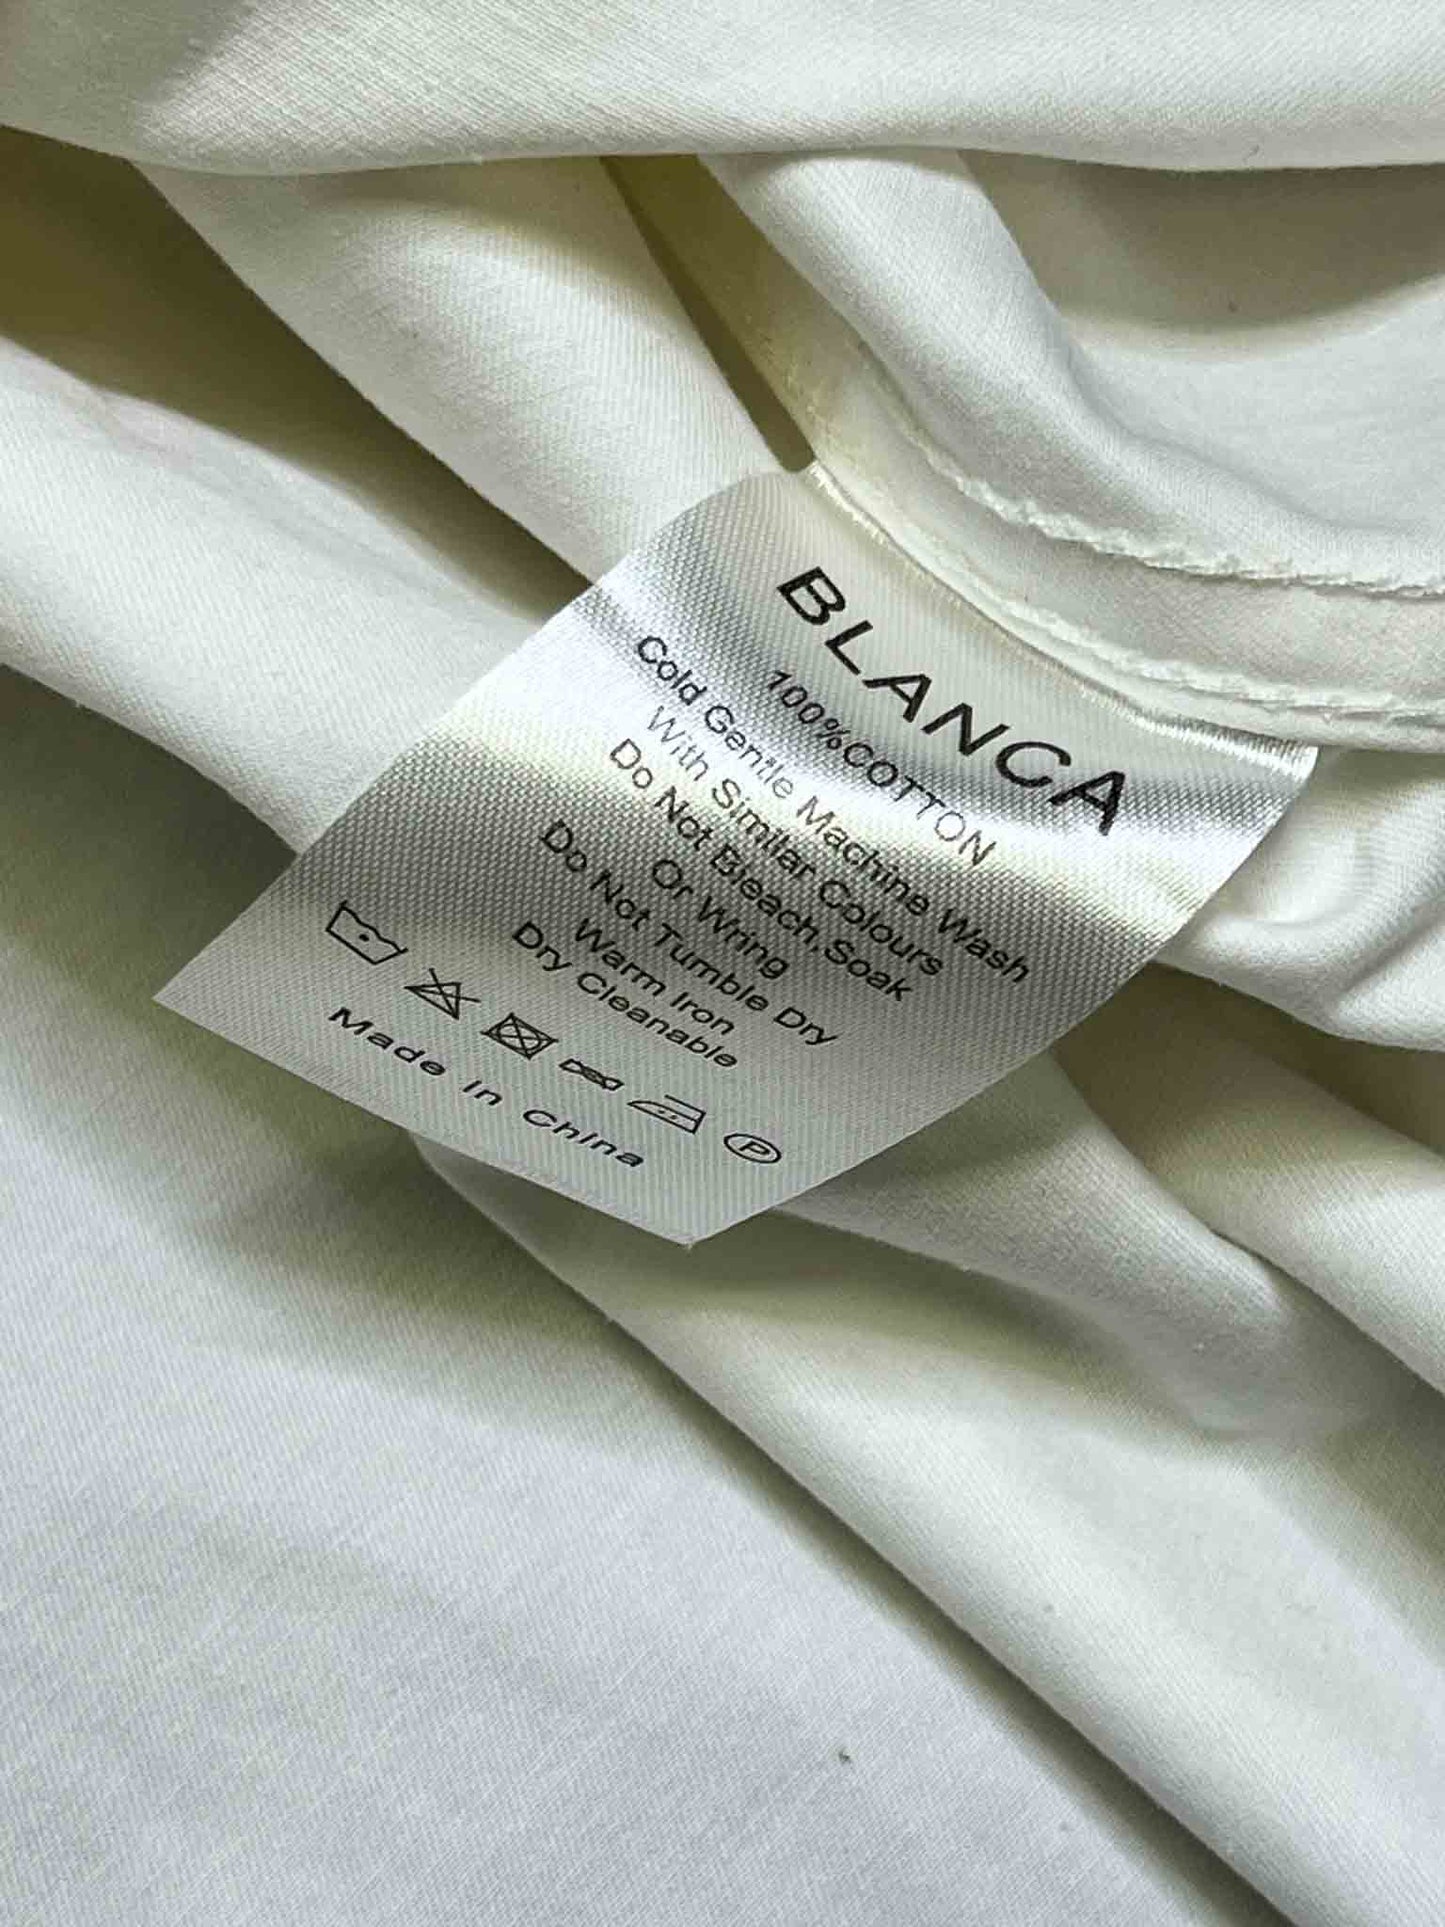 BLANCA
100%COTTON
Cold Gentle Machine Wash
With Similar Colours
Do Not Bleach,Soak
Or Wring
Do Not Tumble Dry
Warm Iron
Dry Cleanable
P
Made in China